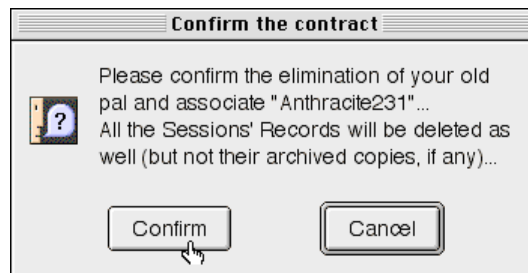 Confirm the contract
Please confirm the elimination of your old
pal and associate "Anthracite231"...
All the Sessions' Records will be deleted as
well (but not their archived copies, if any)...
?
Confirm
Cancel